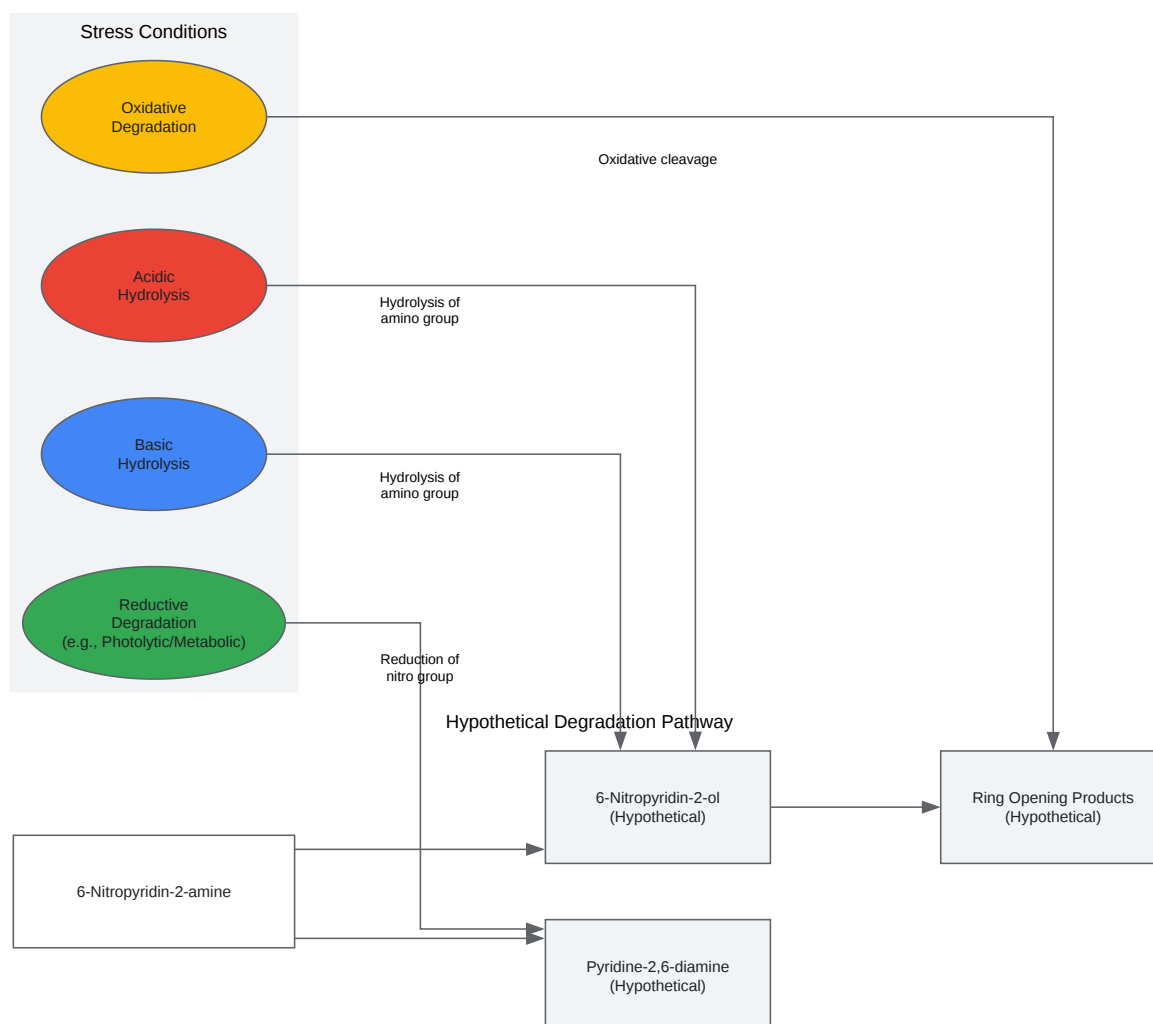 Stress Conditions
Oxidative
Degradation
Oxidative cleavage
Acidic
Hydrolysis
Hydrolysis of
amino group
Basic
Hydrolysis
Hydrolysis of
amino group
Reductive
Degradation
(e.g., Photolytic/Metabolic)
Reduction of
nitro group
Hypothetical Degradation Pathway
6-Nitropyridin-2-ol
(Hypothetical)
Ring Opening Products
(Hypothetical)
6-Nitropyridin-2-amine
Pyridine-2,6-diamine
(Hypothetical)